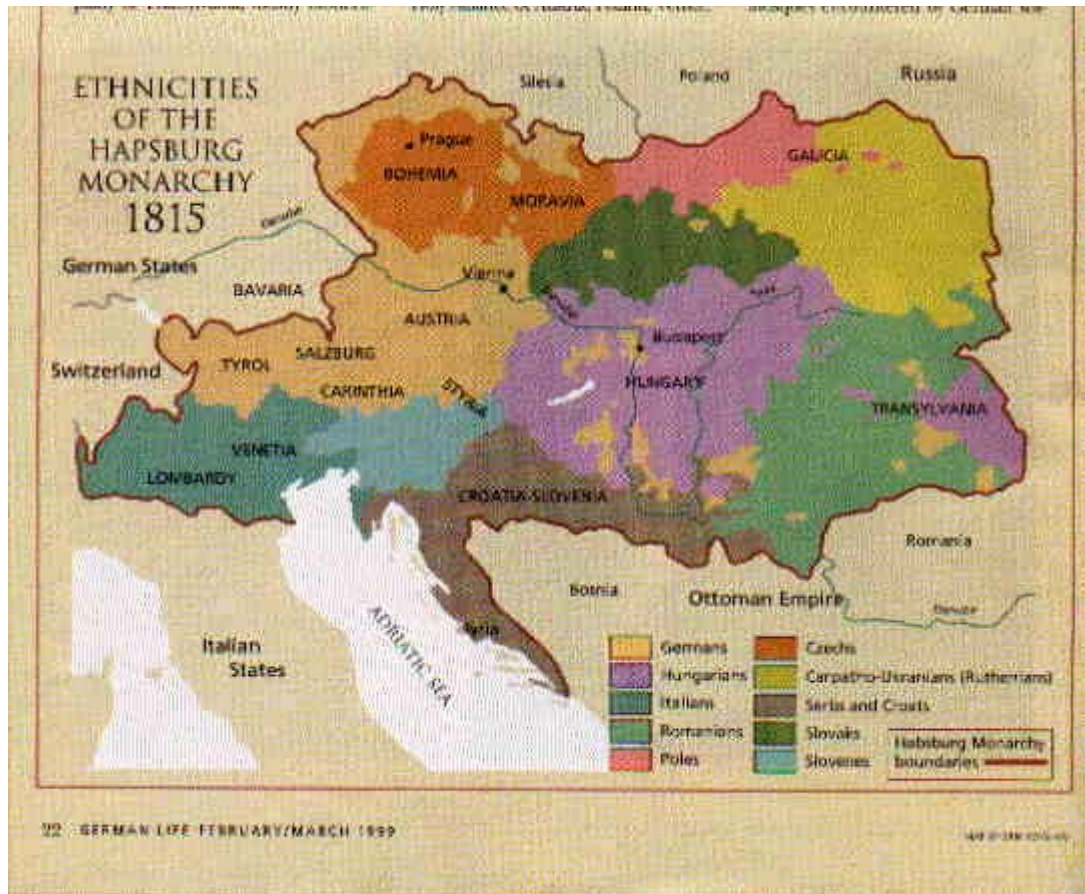 ETHNICITIES
OF THE
HAPSBURG
MONARCHY
1815
Silesia
Poland
Russia
Prague
BOHEMIA
MORAVIA
GALICIA
Danube
German States
BAVARIA
Vienna
AUSTRIA
Danube
Budapest
HUNGARY
Switzerland
TYROL
SALZBURG
CARINTHIA
STYRIA
TRANSYLVANIA
VENETIA
LOMBARDY
CROATIA-SLOVENIA
Romania
Bosnia
Ottoman Empire
Danube
ADRIATIC SEA
Italian
States
Germans
Hungarians
Italians
Romanians
Poles
Czechs
Carpatho-Ukranians (Ruthenians)
Serbs and Croats
Slovaks
Slovenes
Habsburg Monarchy
boundaries
22 GERMAN LIFE FEBRUARY/MARCH 1999